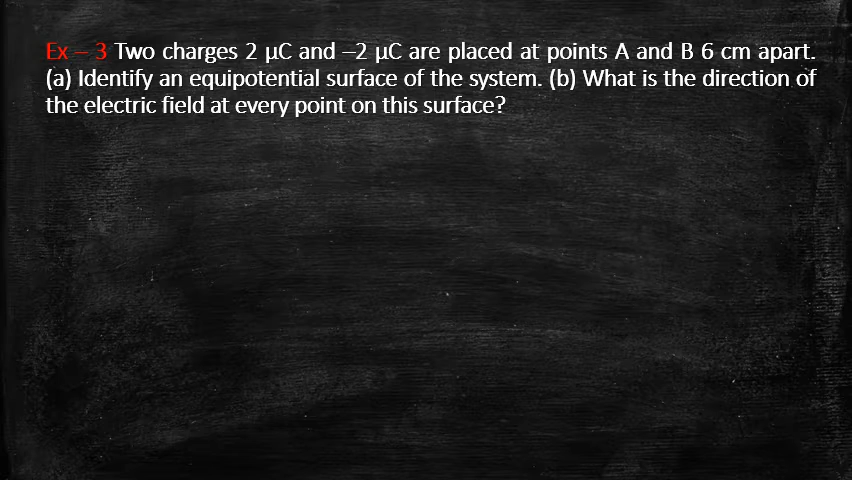 Ex – 3 Two charges 2 μC and –2 μC are placed at points A and B 6 cm apart.
(a) Identify an equipotential surface of the system. (b) What is the direction of
the electric field at every point on this surface?